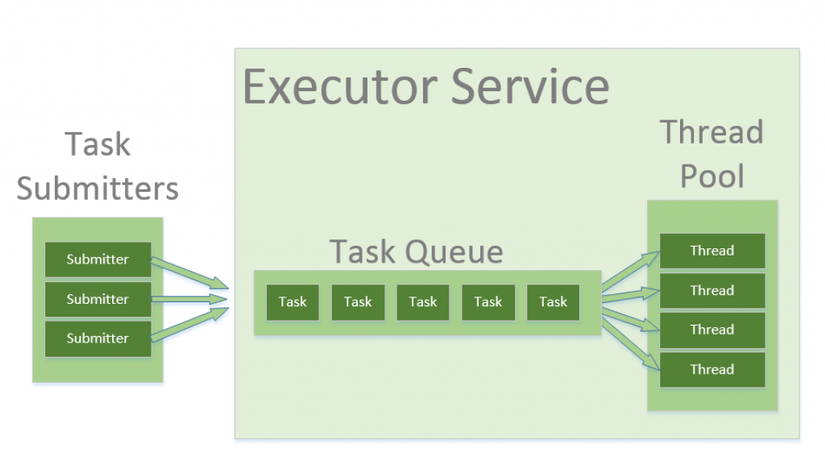 Executor Service
Task
Submitters
Submitter
Submitter
Submitter
Task Queue
Task Task Task Task Task
Thread
Pool
Thread
Thread
Thread
Thread